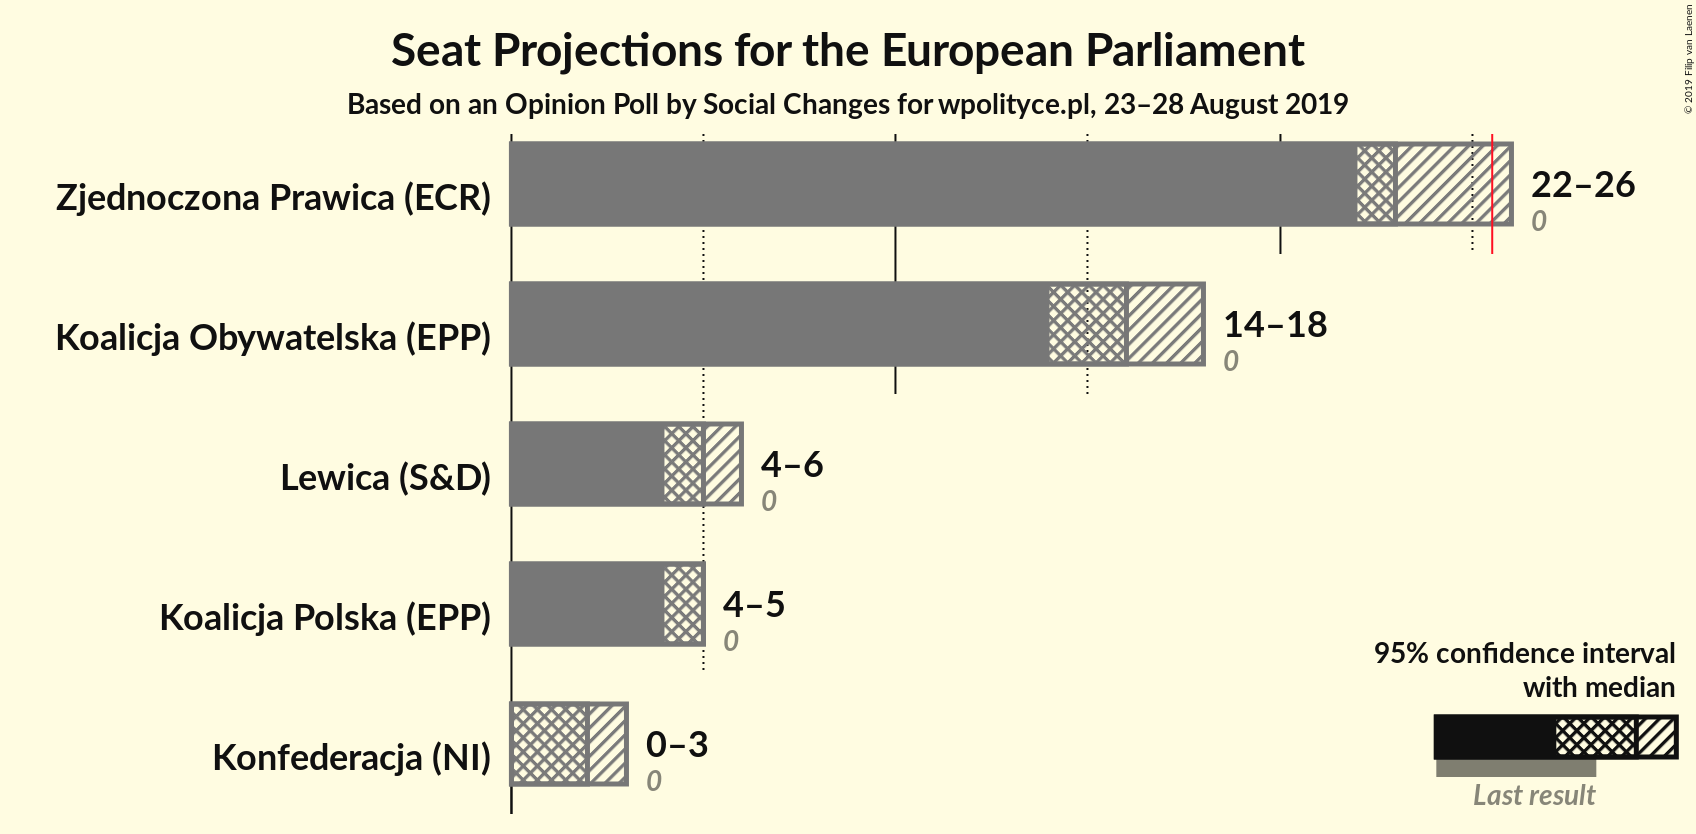 Seat Projections for the European Parliament
Based on an Opinion Poll by Social Changes for wpolityce.pl, 23–28 August 2019
© 2019 Filip van Laenen
Zjednoczona Prawica (ECR)
22–26
0
Koalicja Obywatelska (EPP)
14–18
0
Lewica (S&D)
4–6
0
Koalicja Polska (EPP)
4–5
0
Konfederacja (NI)
0–3
0
95% confidence interval
with median
Last result